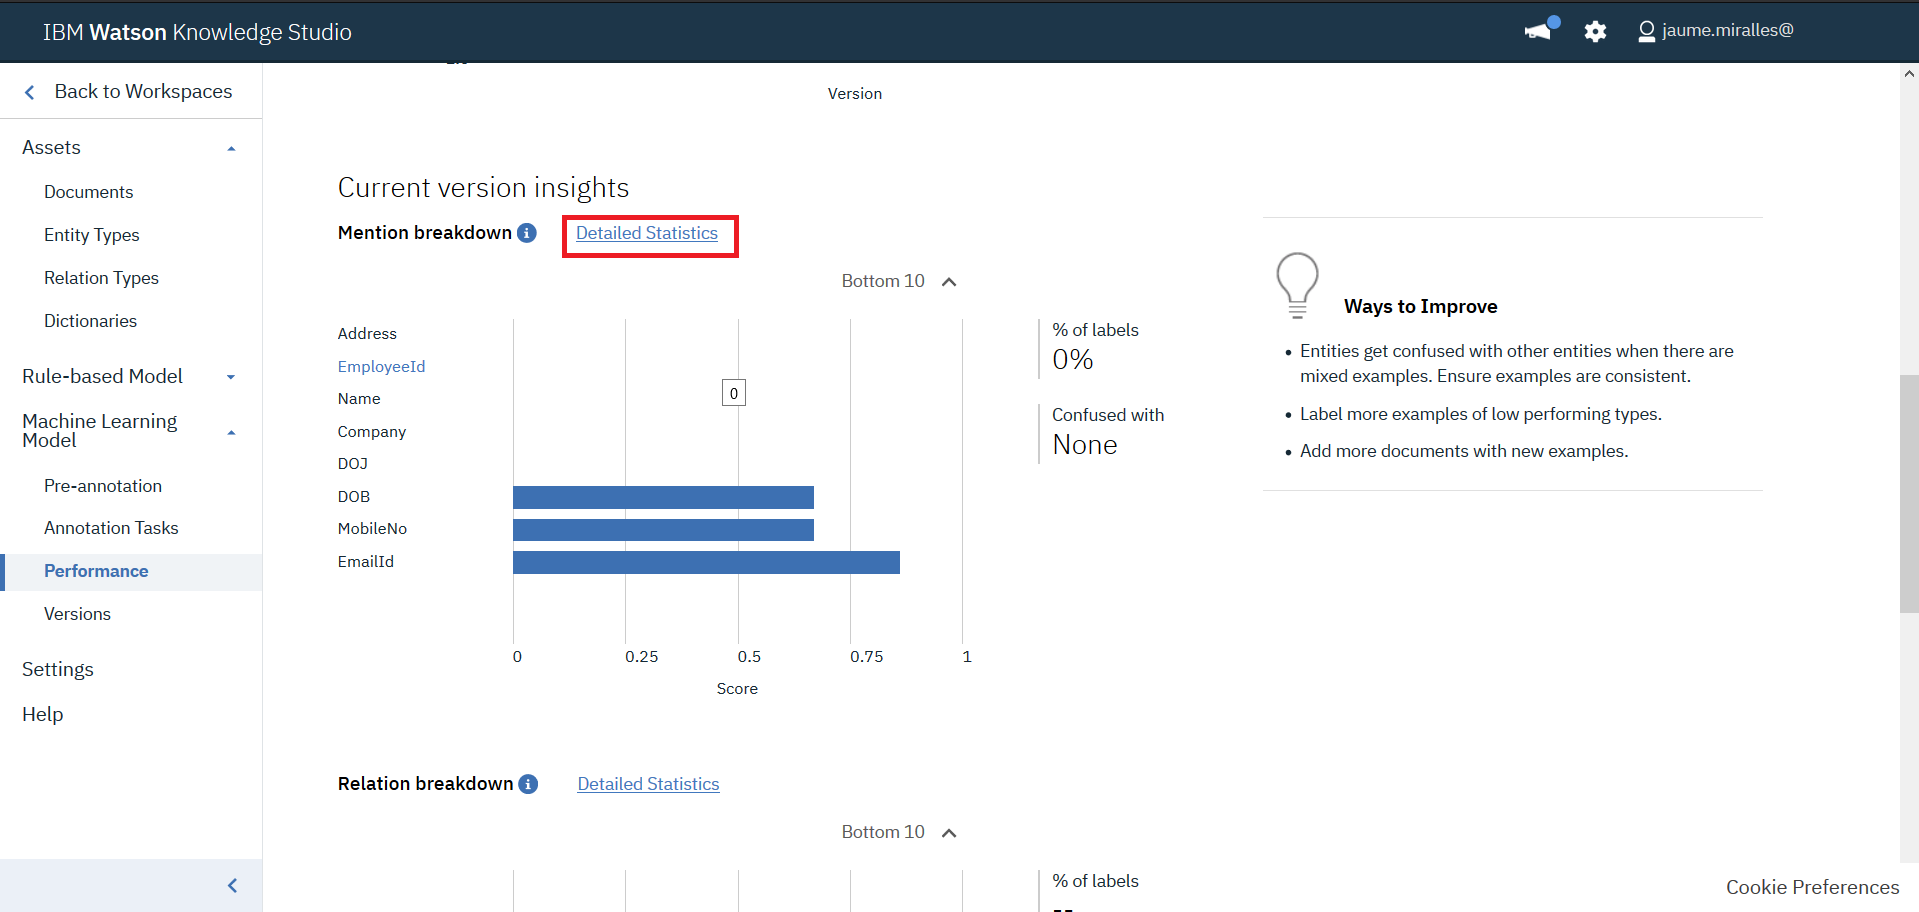 IBM Watson Knowledge Studio
jaume.miralles@
Back to Workspaces
Assets
Documents
Entity Types
Relation Types
Dictionaries
Rule-based Model
Machine Learning
Model
Pre-annotation
Annotation Tasks
Performance
Versions
Settings
Help
Version
Current version insights
Mention breakdown i Detailed Statistics
Bottom 10
Address
EmployeeId
Name
Company
DOJ
DOB
MobileNo
EmailId
0
0 0.25 0.5 0.75 1
Score
% of labels
0%
Confused with
None
Ways to Improve
• Entities get confused with other entities when there are
mixed examples. Ensure examples are consistent.
• Label more examples of low performing types.
• Add more documents with new examples.
Relation breakdown i Detailed Statistics
Bottom 10
% of labels
Cookie Preferences